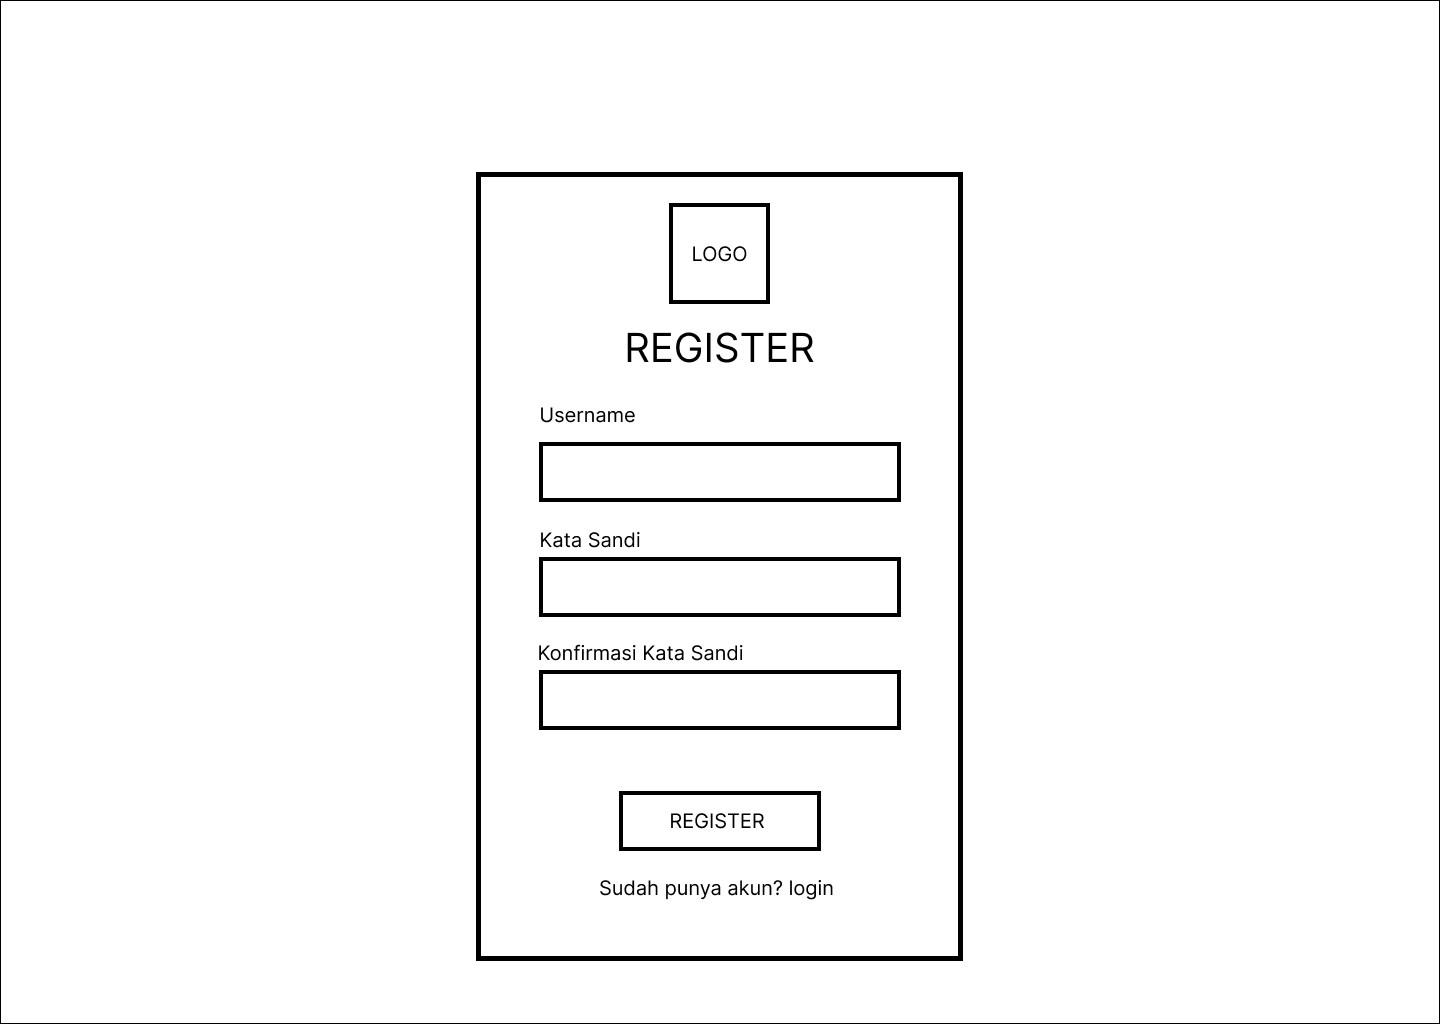 LOGO
REGISTER
Username
Kata Sandi
Konfirmasi Kata Sandi
REGISTER
Sudah punya akun? login